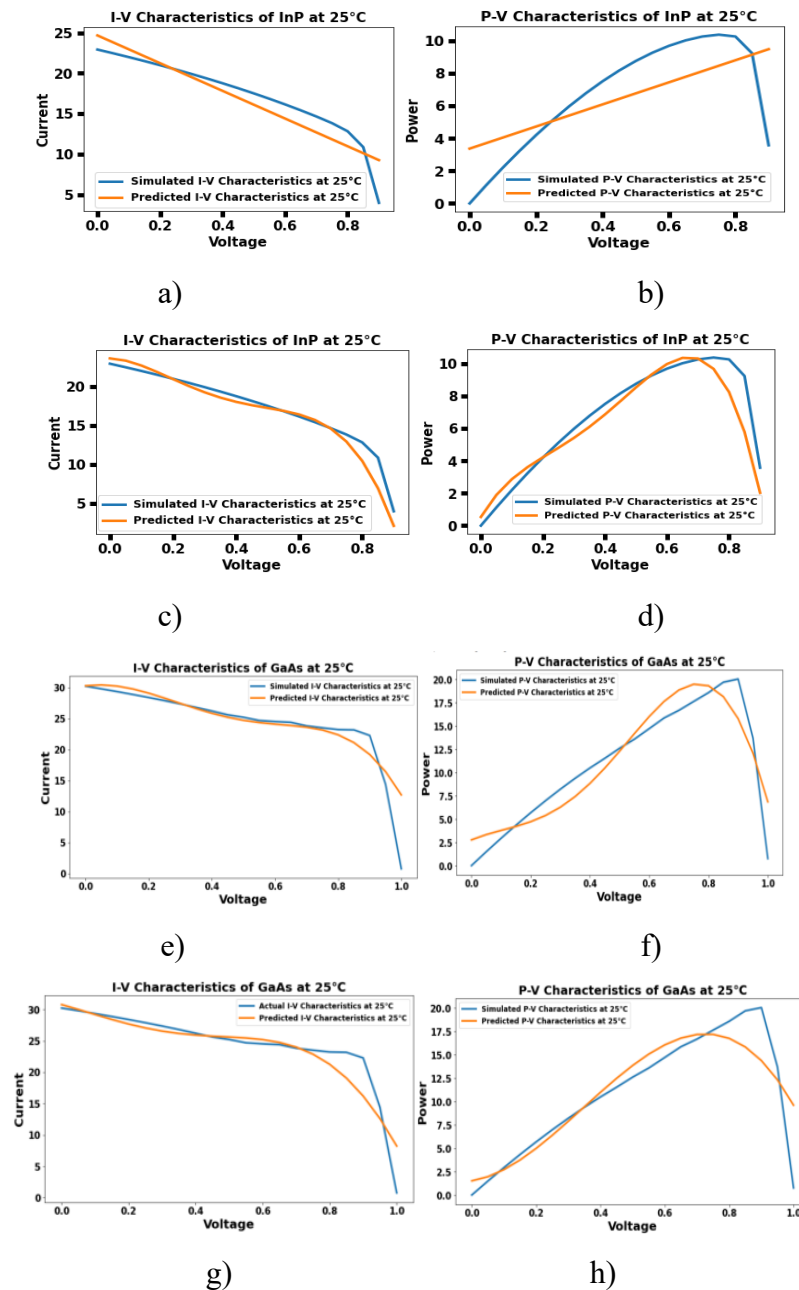 I-V Characteristics of InP at 25°C
Current
25
20
15
10
5
Simulated I-V Characteristics at 25°C
Predicted I-V Characteristics at 25°C
0.0 0.2 0.4 0.6 0.8
Voltage
a)
P-V Characteristics of InP at 25°C
Power
10
8
6
4
2
0
Simulated P-V Characteristics at 25°C
Predicted P-V Characteristics at 25°C
0.0 0.2 0.4 0.6 0.8
Voltage
b)
I-V Characteristics of InP at 25°C
Current
20
15
10
5
Simulated I-V Characteristics at 25°C
Predicted I-V Characteristics at 25°C
0.0 0.2 0.4 0.6 0.8
Voltage
c)
P-V Characteristics of InP at 25°C
Power
10
8
6
4
2
0
Simulated P-V Characteristics at 25°C
Predicted P-V Characteristics at 25°C
0.0 0.2 0.4 0.6 0.8
Voltage
d)
I-V Characteristics of GaAs at 25°C
Current
30
25
20
15
10
5
0
Simulated I-V Characteristics at 25°C
Predicted I-V Characteristics at 25°C
0.0 0.2 0.4 0.6 0.8 1.0
Voltage
e)
P-V Characteristics of GaAs at 25°C
Power
20.0
17.5
15.0
12.5
10.0
7.5
5.0
2.5
0.0
Simulated P-V Characteristics at 25°C
Predicted P-V Characteristics at 25°C
0.0 0.2 0.4 0.6 0.8 1.0
Voltage
f)
I-V Characteristics of GaAs at 25°C
Current
30
25
20
15
10
5
0
Actual I-V Characteristics at 25°C
Predicted I-V Characteristics at 25°C
0.0 0.2 0.4 0.6 0.8 1.0
Voltage
g)
P-V Characteristics of GaAs at 25°C
Power
20.0
17.5
15.0
12.5
10.0
7.5
5.0
2.5
0.0
Simulated P-V Characteristics at 25°C
Predicted P-V Characteristics at 25°C
0.0 0.2 0.4 0.6 0.8 1.0
Voltage
h)